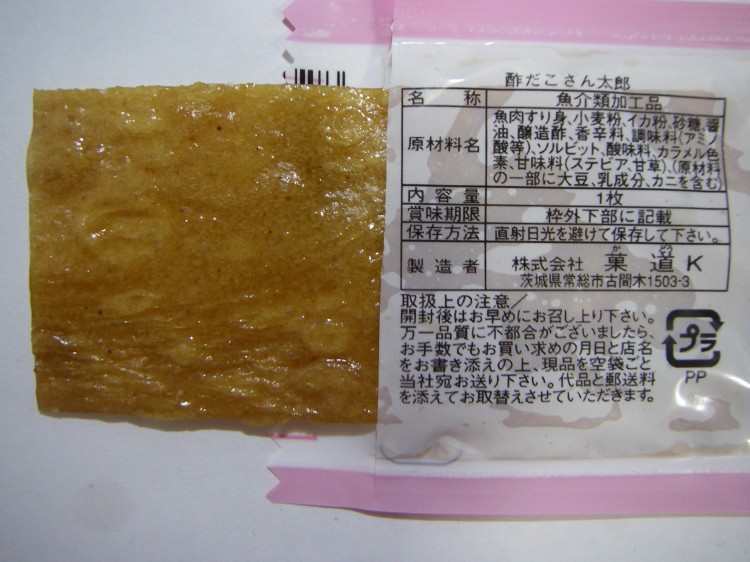 酢だこさん太郎
名称 魚介類加工品
原材料名 魚肉すり身、小麦粉、イカ粉、砂糖、醤
油、醸造酢、香辛料、調味料(アミノ
酸等)、ソルビット、酸味料、カラメル色
素、甘味料(ステビア、甘草)、(原材料
の一部に大豆、乳成分、カニを含む)
内容量 1枚
賞味期限 枠外下部に記載
保存方法 直射日光を避けて保存して下さい。
製造者 株式会社 菓道 K
か どう
茨城県常総市古間木1503-3
取扱上の注意/
開封後はお早めにお召し上り下さい。
万一品質に不都合がございましたら、
お手数でもお買い求めの月日と店名
をお書き添えの上、現品を空袋ごと
当社宛お送り下さい。代品と郵送料
を添えてお取替えさせていただきます。
プラ
PP